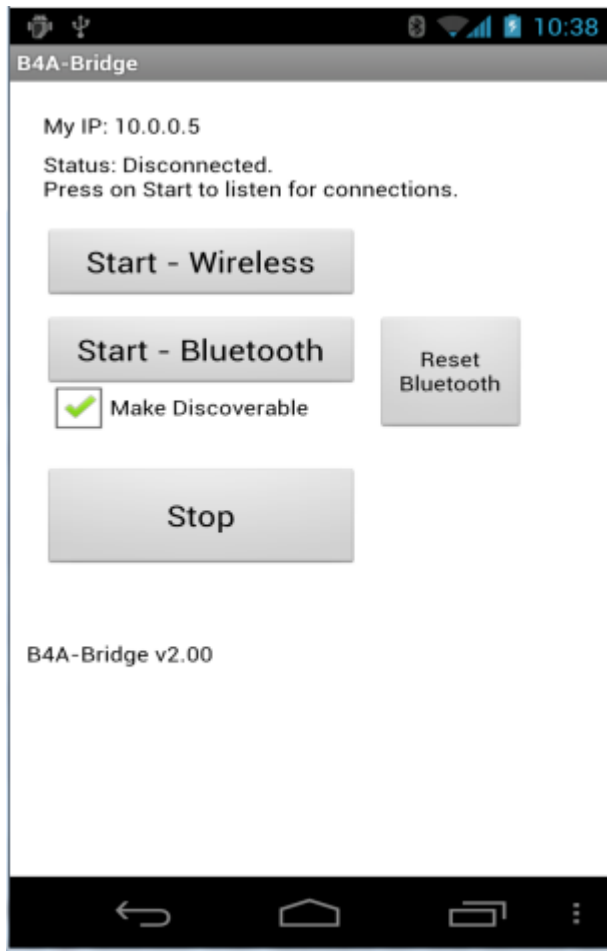 10:38
B4A-Bridge
My IP: 10.0.0.5
Status: Disconnected.
Press on Start to listen for connections.
Start - Wireless
Start - Bluetooth
Reset
Bluetooth
Make Discoverable
Stop
B4A-Bridge v2.00